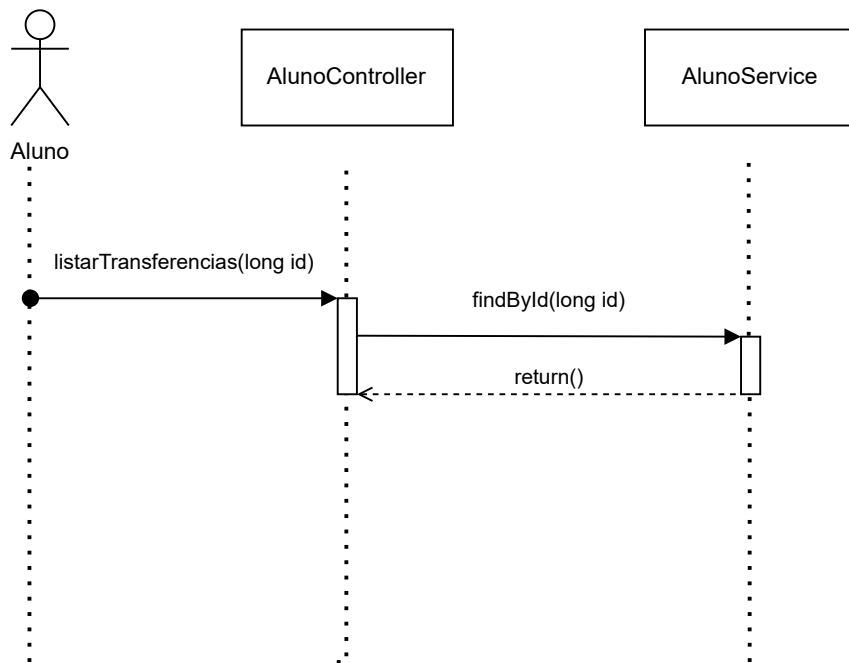 AlunoController
AlunoService
Aluno
listarTransferencias(long id)
findById(long id)
return()